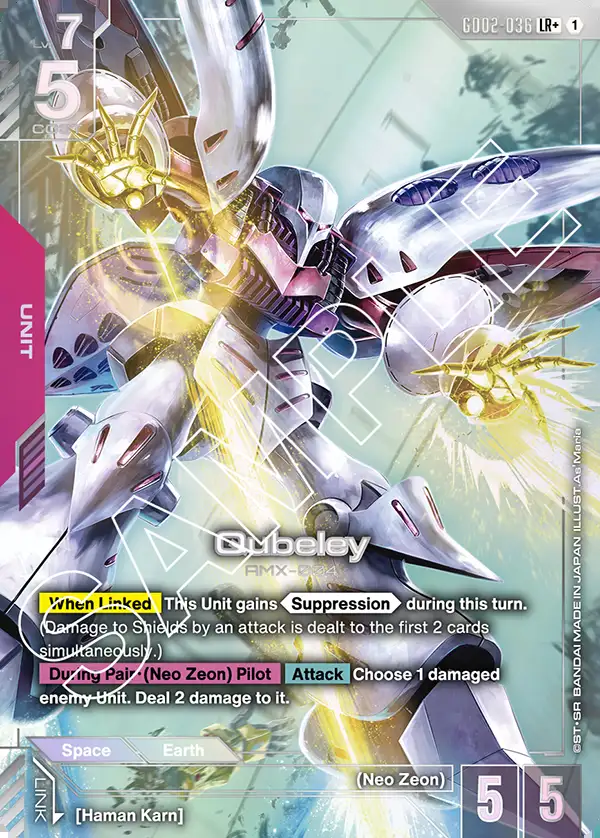 GD02-036 LR+ 1
Lv. 7
5
COST
UNIT
SAMPLE
Qubeley
AMX-004
When Linked This Unit gains Suppression during this turn.
(Damage to Shields by an attack is dealt to the first 2 cards
simultaneously.)
During Pair･(Neo Zeon) Pilot Attack Choose 1 damaged
enemy Unit. Deal 2 damage to it.
Space Earth
(Neo Zeon)
LINK
[Haman Karn]
5 5
©ST･SR BANDAI MADE IN JAPAN ILLUST.As'Maria